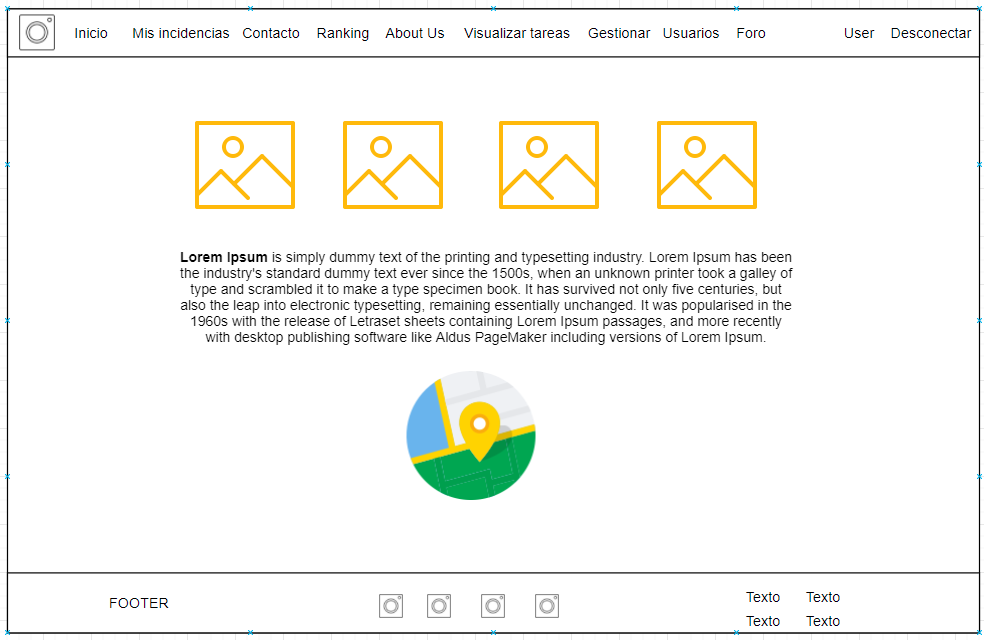 Inicio Mis incidencias Contacto Ranking About Us Visualizar tareas Gestionar Usuarios Foro User Desconectar
Lorem Ipsum is simply dummy text of the printing and typesetting industry. Lorem Ipsum has been
the industry's standard dummy text ever since the 1500s, when an unknown printer took a galley of
type and scrambled it to make a type specimen book. It has survived not only five centuries, but
also the leap into electronic typesetting, remaining essentially unchanged. It was popularised in the
1960s with the release of Letraset sheets containing Lorem Ipsum passages, and more recently
with desktop publishing software like Aldus PageMaker including versions of Lorem Ipsum.
FOOTER
Texto Texto
Texto Texto